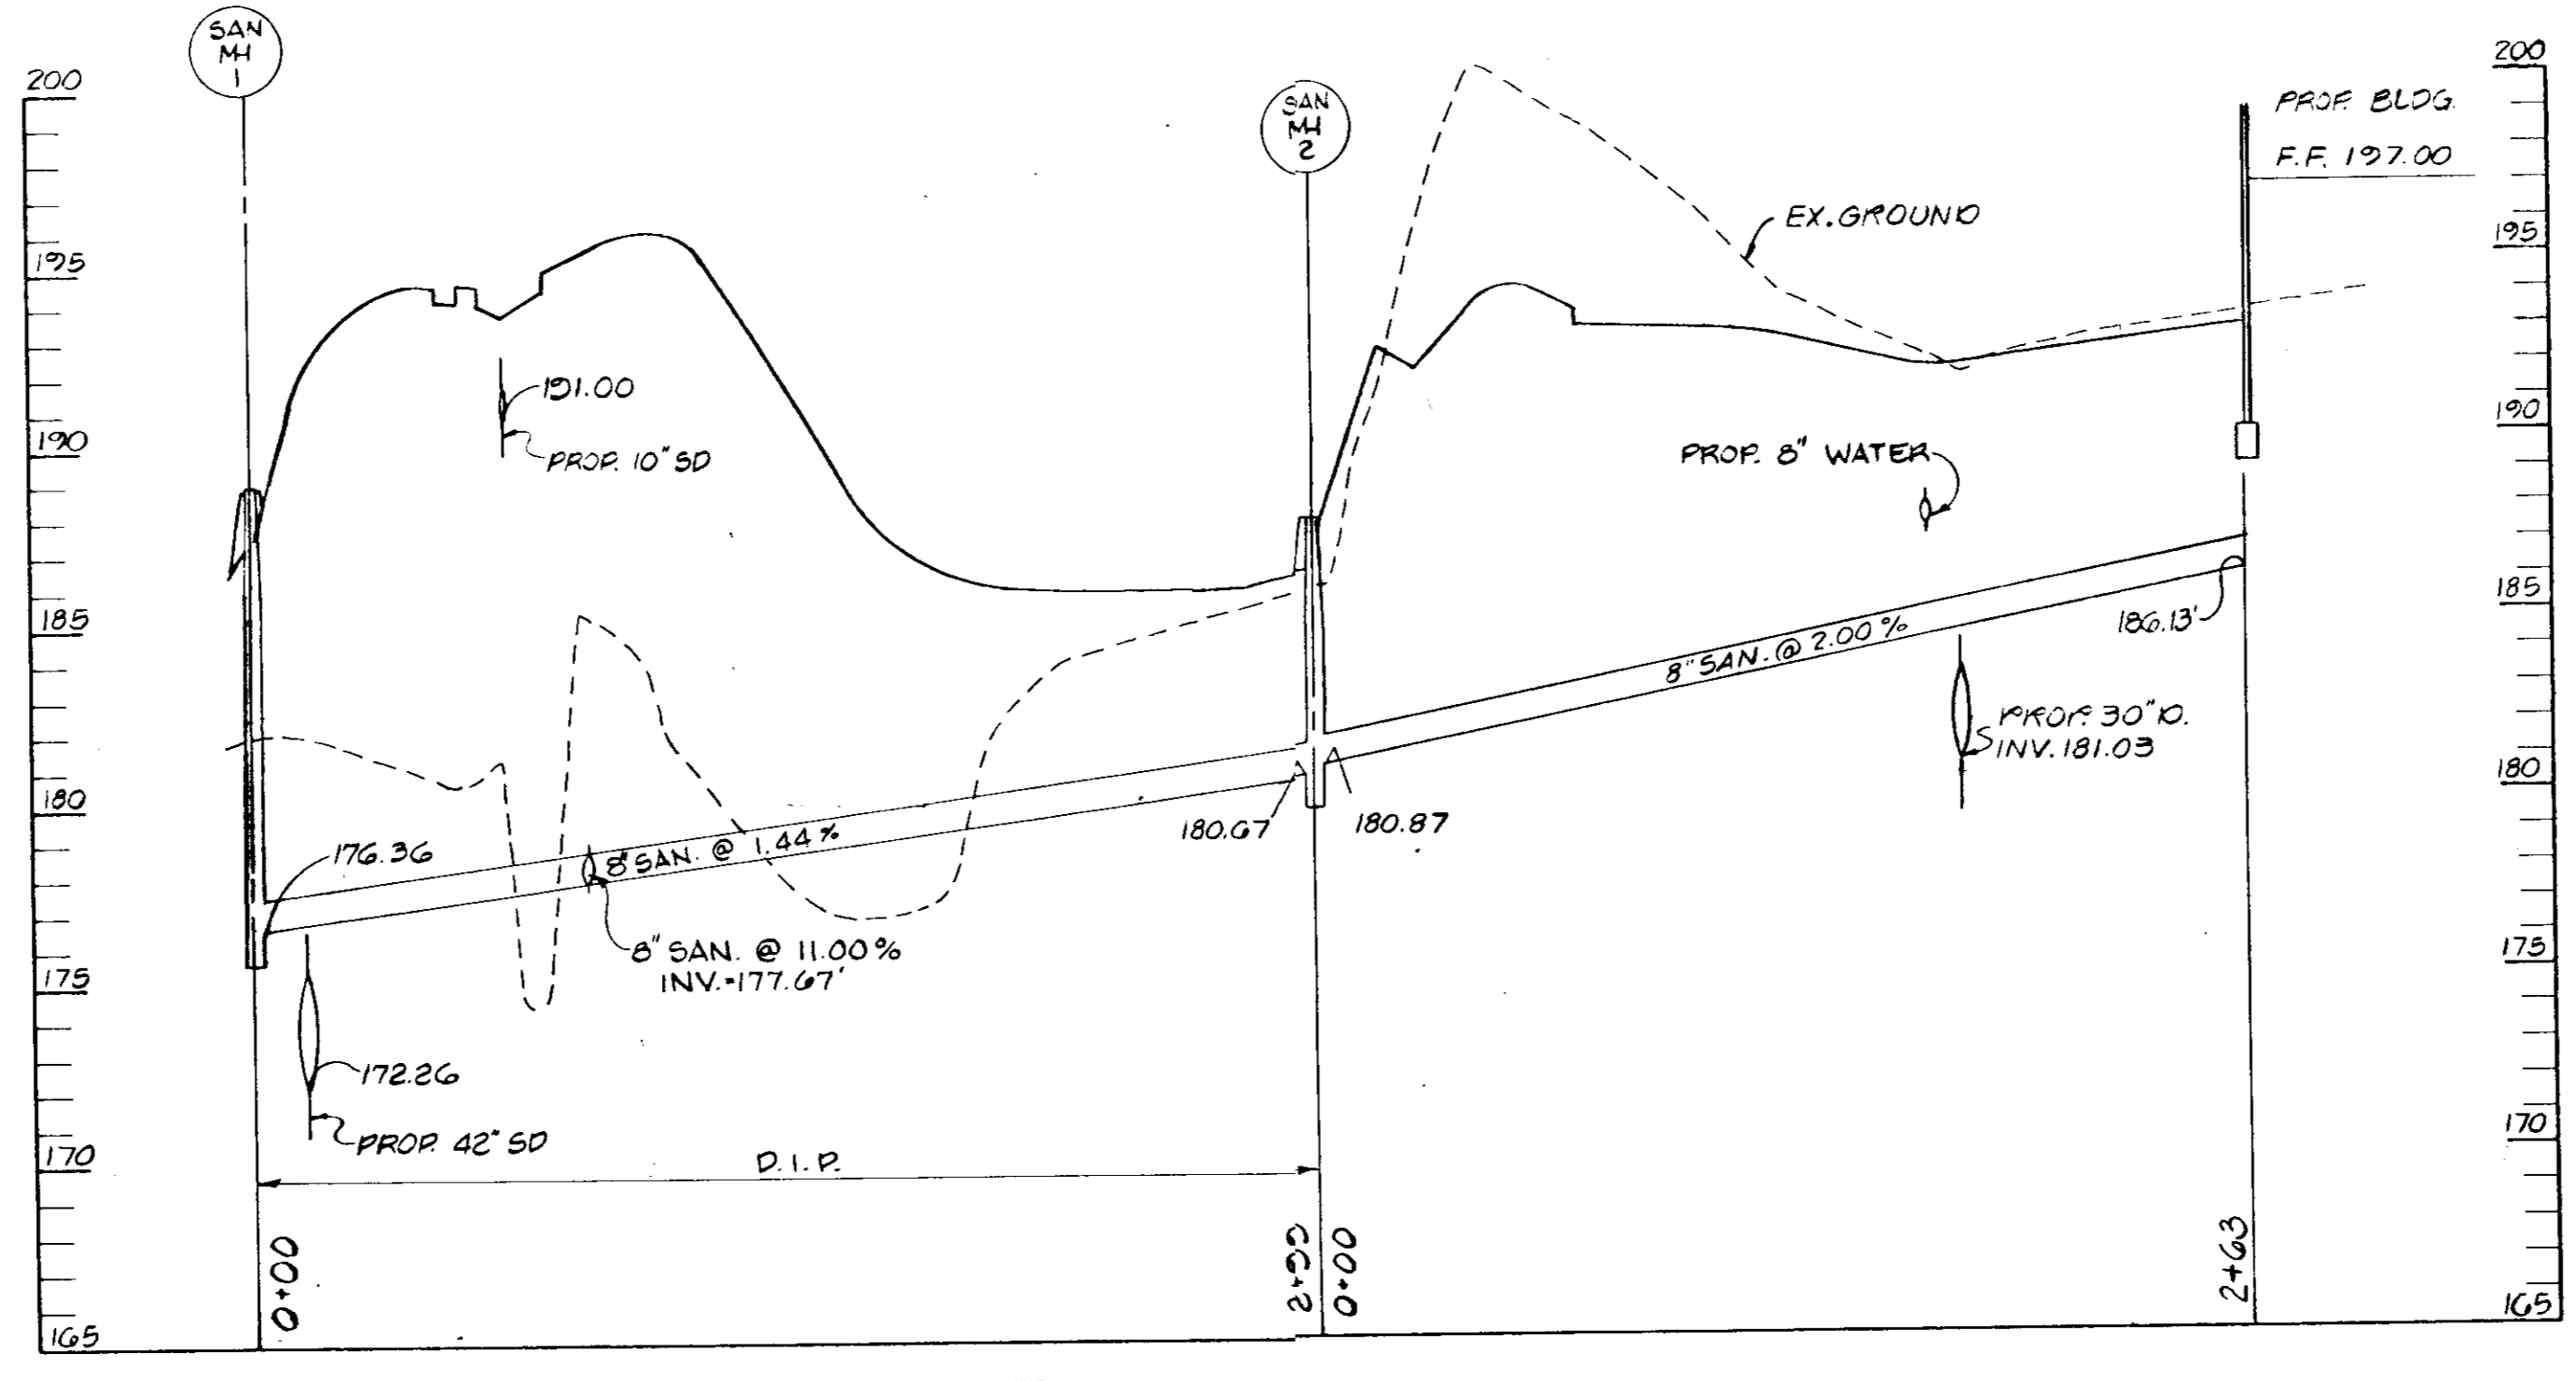 SAN
MH
1
SAN
MH
2
200
195
190
185
180
175
170
165
200
195
190
185
180
175
170
165
PROP. BLDG.
F.F. 197.00
EX. GROUND
191.00
PROP. 10" SD
PROP. 8" WATER
186.13'
8" SAN. @ 2.00 %
PROP. 30" D.
INV. 181.03
180.67
180.87
176.36
8" SAN. @ 1.44 %
8" SAN. @ 11.00 %
INV.=177.67'
172.26
PROP. 42" SD
D.I.P.
0+00
0+00
2+63